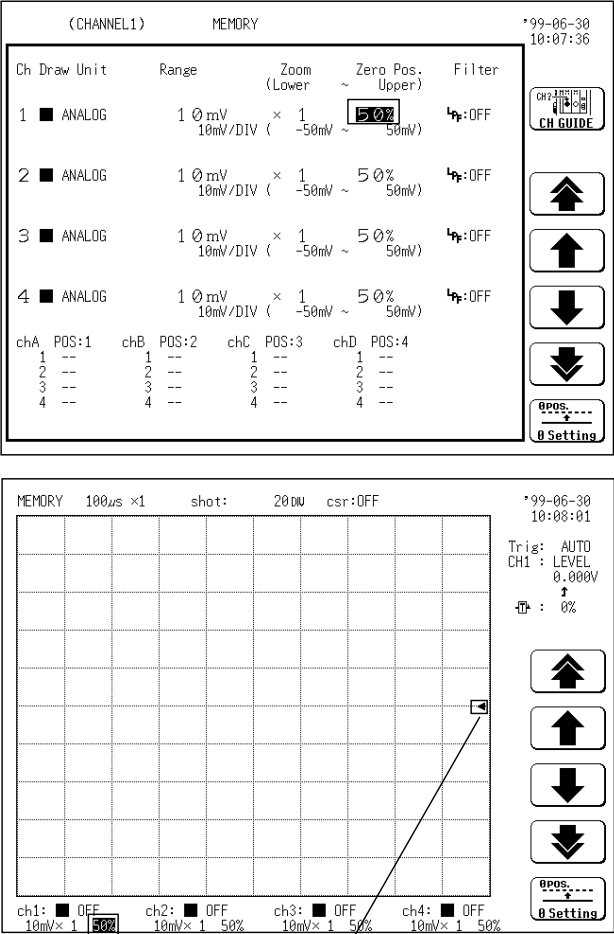 (CHANNEL1) MEMORY '99-06-30
10:07:36
Ch Draw Unit Range Zoom Zero Pos. Filter
(Lower ~ Upper)
1 ■ ANALOG 10mV × 1 50% LPF:OFF
10mV/DIV ( -50mV ~ 50mV)
CH?
CH GUIDE
2 ■ ANALOG 10mV × 1 50% LPF:OFF
10mV/DIV ( -50mV ~ 50mV)
3 ■ ANALOG 10mV × 1 50% LPF:OFF
10mV/DIV ( -50mV ~ 50mV)
4 ■ ANALOG 10mV × 1 50% LPF:OFF
10mV/DIV ( -50mV ~ 50mV)
chA POS:1 chB POS:2 chC POS:3 chD POS:4
1 -- 1 -- 1 -- 1 --
2 -- 2 -- 2 -- 2 --
3 -- 3 -- 3 -- 3 --
4 -- 4 -- 4 -- 4 --
0POS.
0 Setting
MEMORY 100µs ×1 shot: 20DIV csr:OFF '99-06-30
10:08:01
Trig: AUTO
CH1 : LEVEL
0.000V
↥
-T- : 0%
0POS.
0 Setting
ch1: ■ OFF ch2: ■ OFF ch3: ■ OFF ch4: ■ OFF
10mV× 1 50% 10mV× 1 50% 10mV× 1 50% 10mV× 1 50%